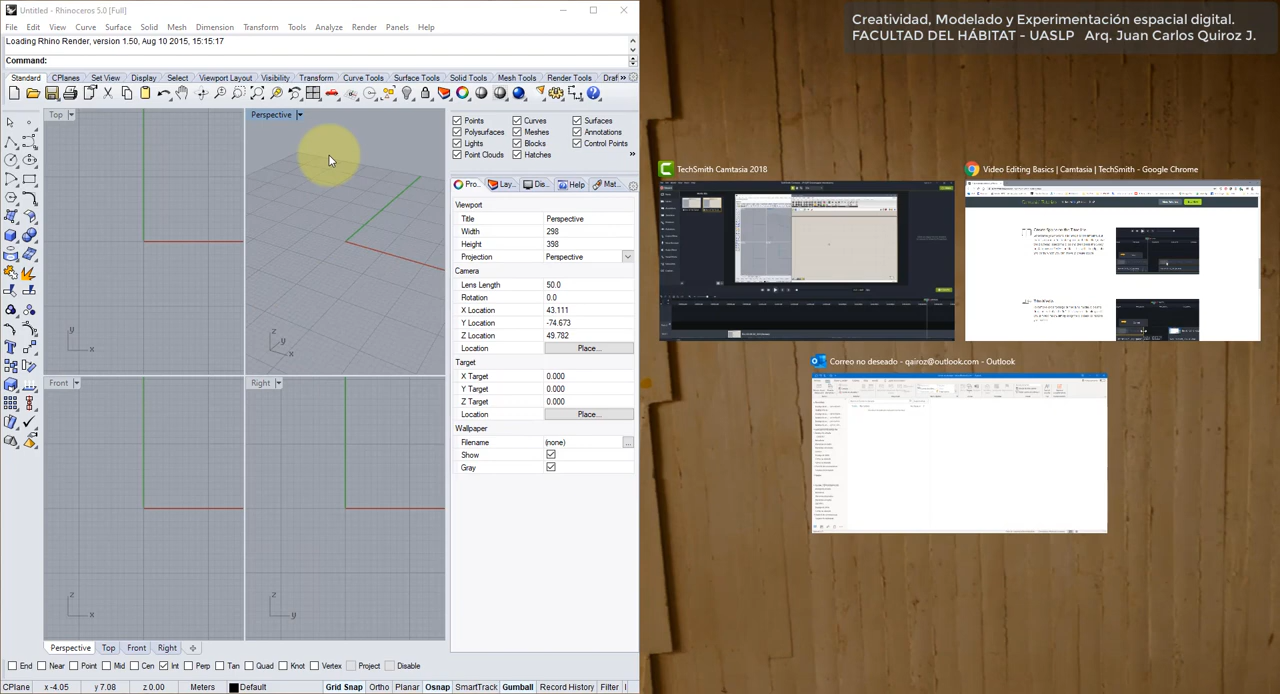 Untitled - Rhinoceros 5.0 [Full]
File Edit View Curve Surface Solid Mesh Dimension Transform Tools Analyze Render Panels Help
Loading Rhino Render, version 1.50, Aug 10 2015, 15:15:17
Command:
Standard CPlanes Set View Display Select Viewport Layout Visibility Transform Curve Tools Surface Tools Solid Tools Mesh Tools Render Tools Draf
Top
Perspective
Points Curves Surfaces
Polysurfaces Meshes Annotations
Lights Blocks Control Points
Point Clouds Hatches
Pro... Lay... Dis... Help Mat...
Viewport
Title Perspective
Width 298
Height 398
Projection Perspective
Camera
Lens Length 50.0
Rotation 0.0
X Location 43.111
Y Location -74.673
Z Location 49.782
Location Place...
Target
X Target 0.000
Y Target 0.000
Z Target 0.000
Location Place...
Wallpaper
Filename (none) ...
Show
Gray
y
x
z
y
x
Front
Right
z
x
z
y
Perspective Top Front Right
End Near Point Mid Cen Int Perp Tan Quad Knot Vertex Project Disable
CPlane x -4.05 y 7.08 z 0.00 Meters Default Grid Snap Ortho Planar Osnap SmartTrack Gumball Record History Filter
Creatividad, Modelado y Experimentación espacial digital.
FACULTAD DEL HÁBITAT - UASLP Arq. Juan Carlos Quiroz J.
TechSmith Camtasia 2018
Video Editing Basics | Camtasia | TechSmith - Google Chrome
Correo no deseado - qairoz@outlook.com - Outlook